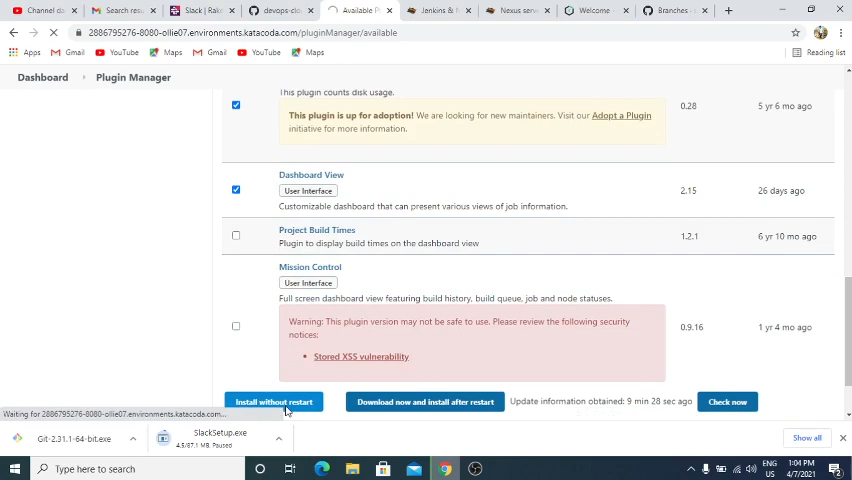 Channel da
Search resu
Slack | Rak
devops-clo
Available P
Jenkins & N
Nexus serve
Welcome -
Branches ·
2886795276-8080-ollie07.environments.katacoda.com/pluginManager/available
Apps
Gmail
YouTube
Maps
Gmail
YouTube
Maps
Reading list
Dashboard
Plugin Manager
This plugin counts disk usage.
This plugin is up for adoption! We are looking for new maintainers. Visit our Adopt a Plugin
initiative for more information.
0.28
5 yr 6 mo ago
Dashboard View
User Interface
Customizable dashboard that can present various views of job information.
2.15
26 days ago
Project Build Times
Plugin to display build times on the dashboard view
1.2.1
6 yr 10 mo ago
Mission Control
User Interface
Full screen dashboard view featuring build history, build queue, job and node statuses.
Warning: This plugin version may not be safe to use. Please review the following security
notices:
• Stored XSS vulnerability
0.9.16
1 yr 4 mo ago
Install without restart
Download now and install after restart
Update information obtained: 9 min 28 sec ago
Check now
Waiting for 2886795276-8080-ollie07.environments.katacoda.com...
Git-2.31.1-64-bit.exe
SlackSetup.exe
4.5/87.1 MB, Paused
Show all
Type here to search
ENG
US
1:04 PM
4/7/2021
2